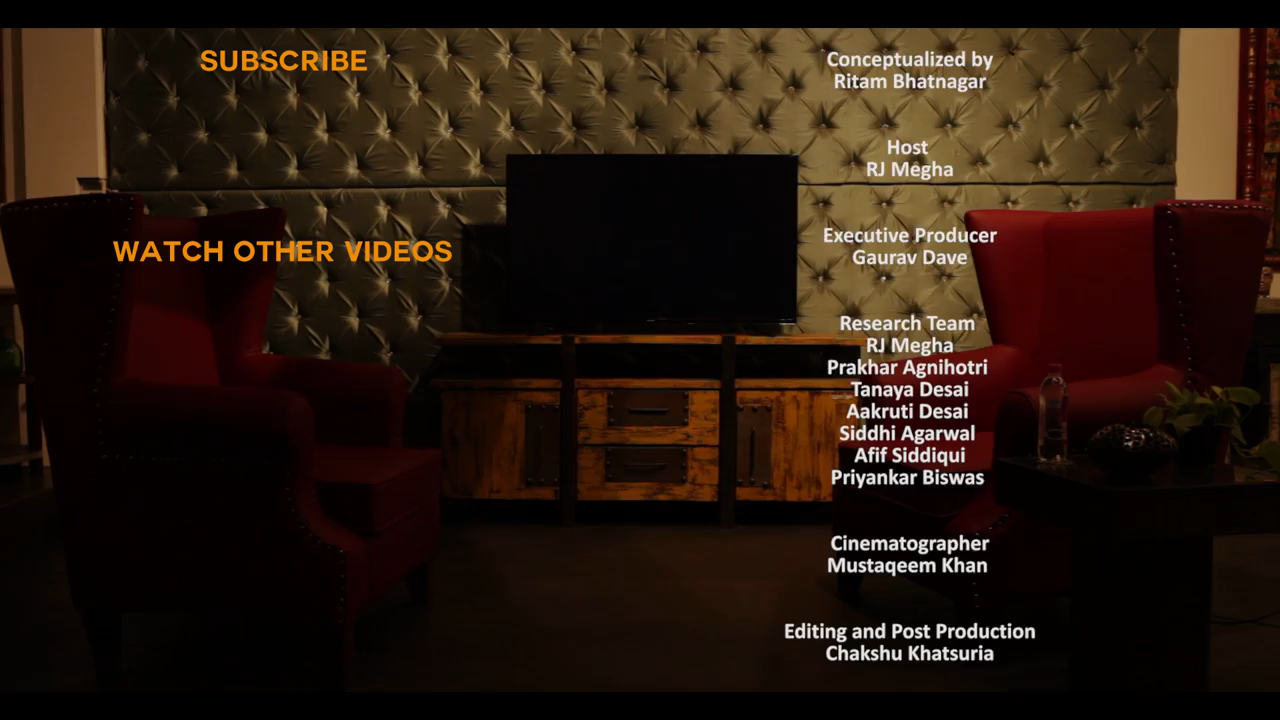 SUBSCRIBE
WATCH OTHER VIDEOS
Conceptualized by
Ritam Bhatnagar
Host
RJ Megha
Executive Producer
Gaurav Dave
Research Team
RJ Megha
Prakhar Agnihotri
Tanaya Desai
Aakruti Desai
Siddhi Agarwal
Afif Siddiqui
Priyankar Biswas
Cinematographer
Mustaqeem Khan
Editing and Post Production
Chakshu Khatsuria